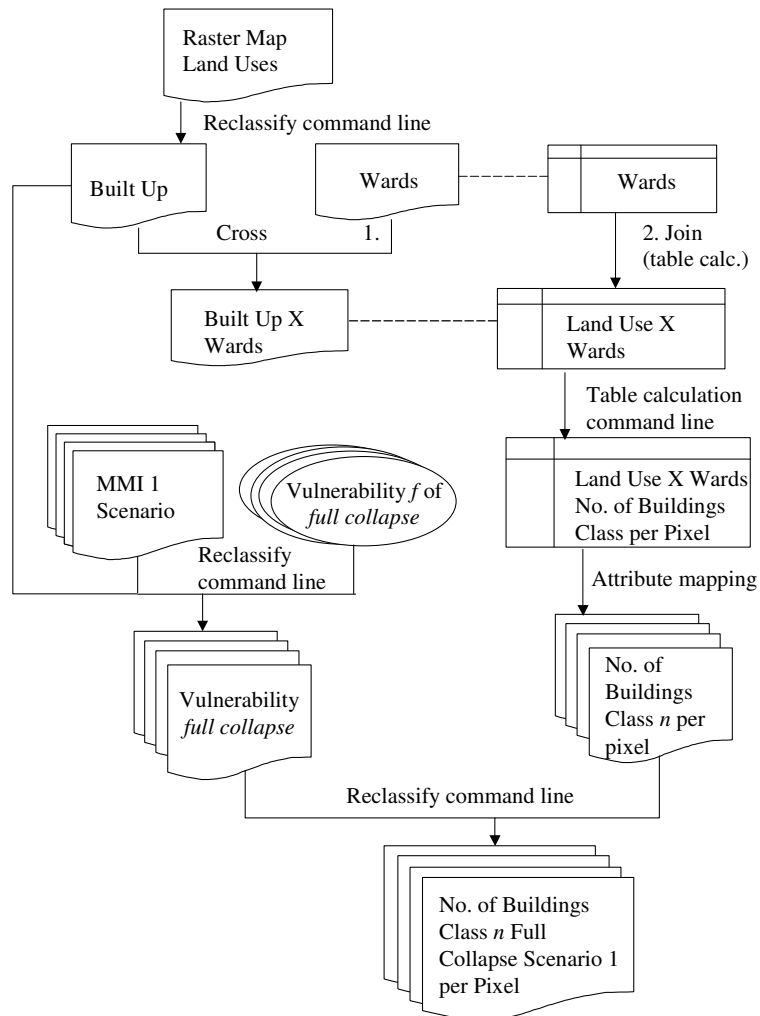 Raster Map
Land Uses
Reclassify command line
Built Up
Wards
Wards
Cross
1.
2. Join
(table calc.)
Built Up X
Wards
Land Use X
Wards
Table calculation
command line
MMI 1
Scenario
Vulnerability f of
full collapse
Land Use X Wards
No. of Buildings
Class per Pixel
Reclassify
command line
Attribute mapping
Vulnerability
full collapse
No. of
Buildings
Class n per
pixel
Reclassify command line
No. of Buildings
Class n Full
Collapse Scenario 1
per Pixel